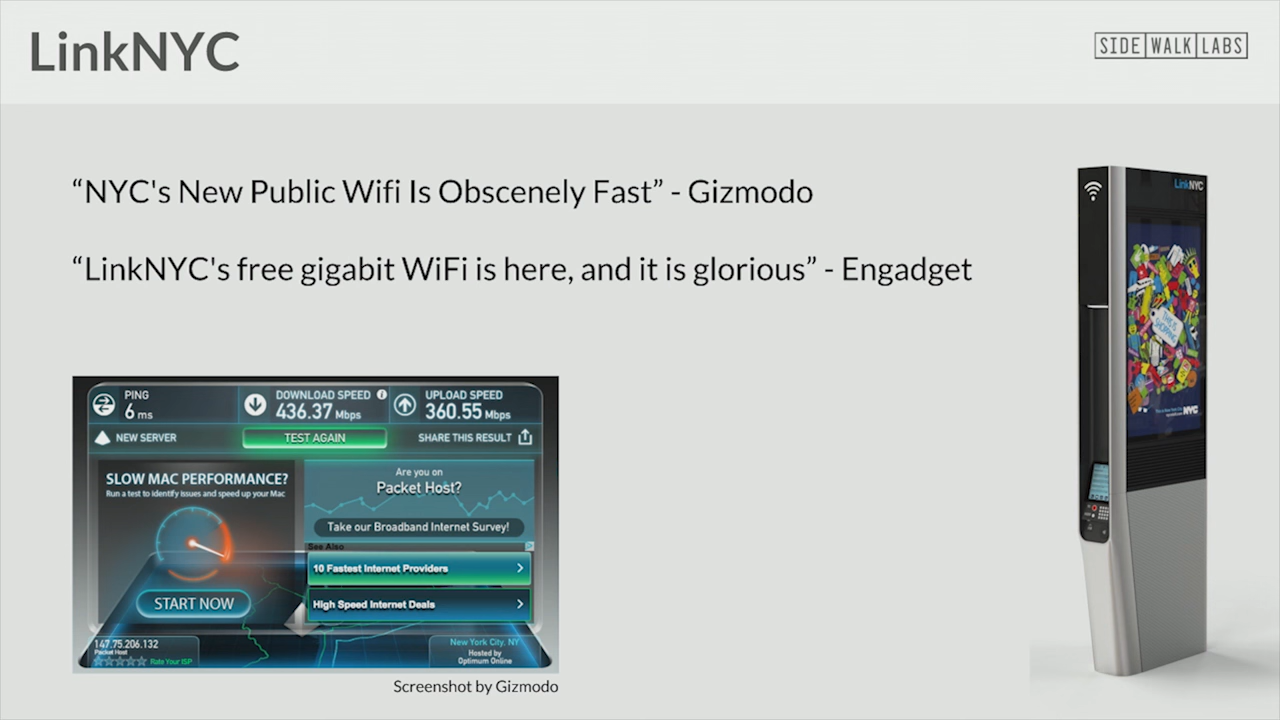 LinkNYC
SIDE WALK LABS
“NYC's New Public Wifi Is Obscenely Fast” - Gizmodo
“LinkNYC's free gigabit WiFi is here, and it is glorious” - Engadget
LinkNYC
THIS IS SHOPPING
NYC
PING
6 ms
DOWNLOAD SPEED
436.37 Mbps
UPLOAD SPEED
360.55 Mbps
NEW SERVER
TEST AGAIN
SHARE THIS RESULT
SLOW MAC PERFORMANCE?
Run a test to identify issues and speed up your Mac
START NOW
Are you on
Packet Host?
Take our Broadband Internet Survey!
See Also
10 Fastest Internet Providers
High Speed Internet Deals
147.75.206.132
Packet Host
Rate Your ISP
New York City, NY
Hosted by
Optimum Online
Screenshot by Gizmodo